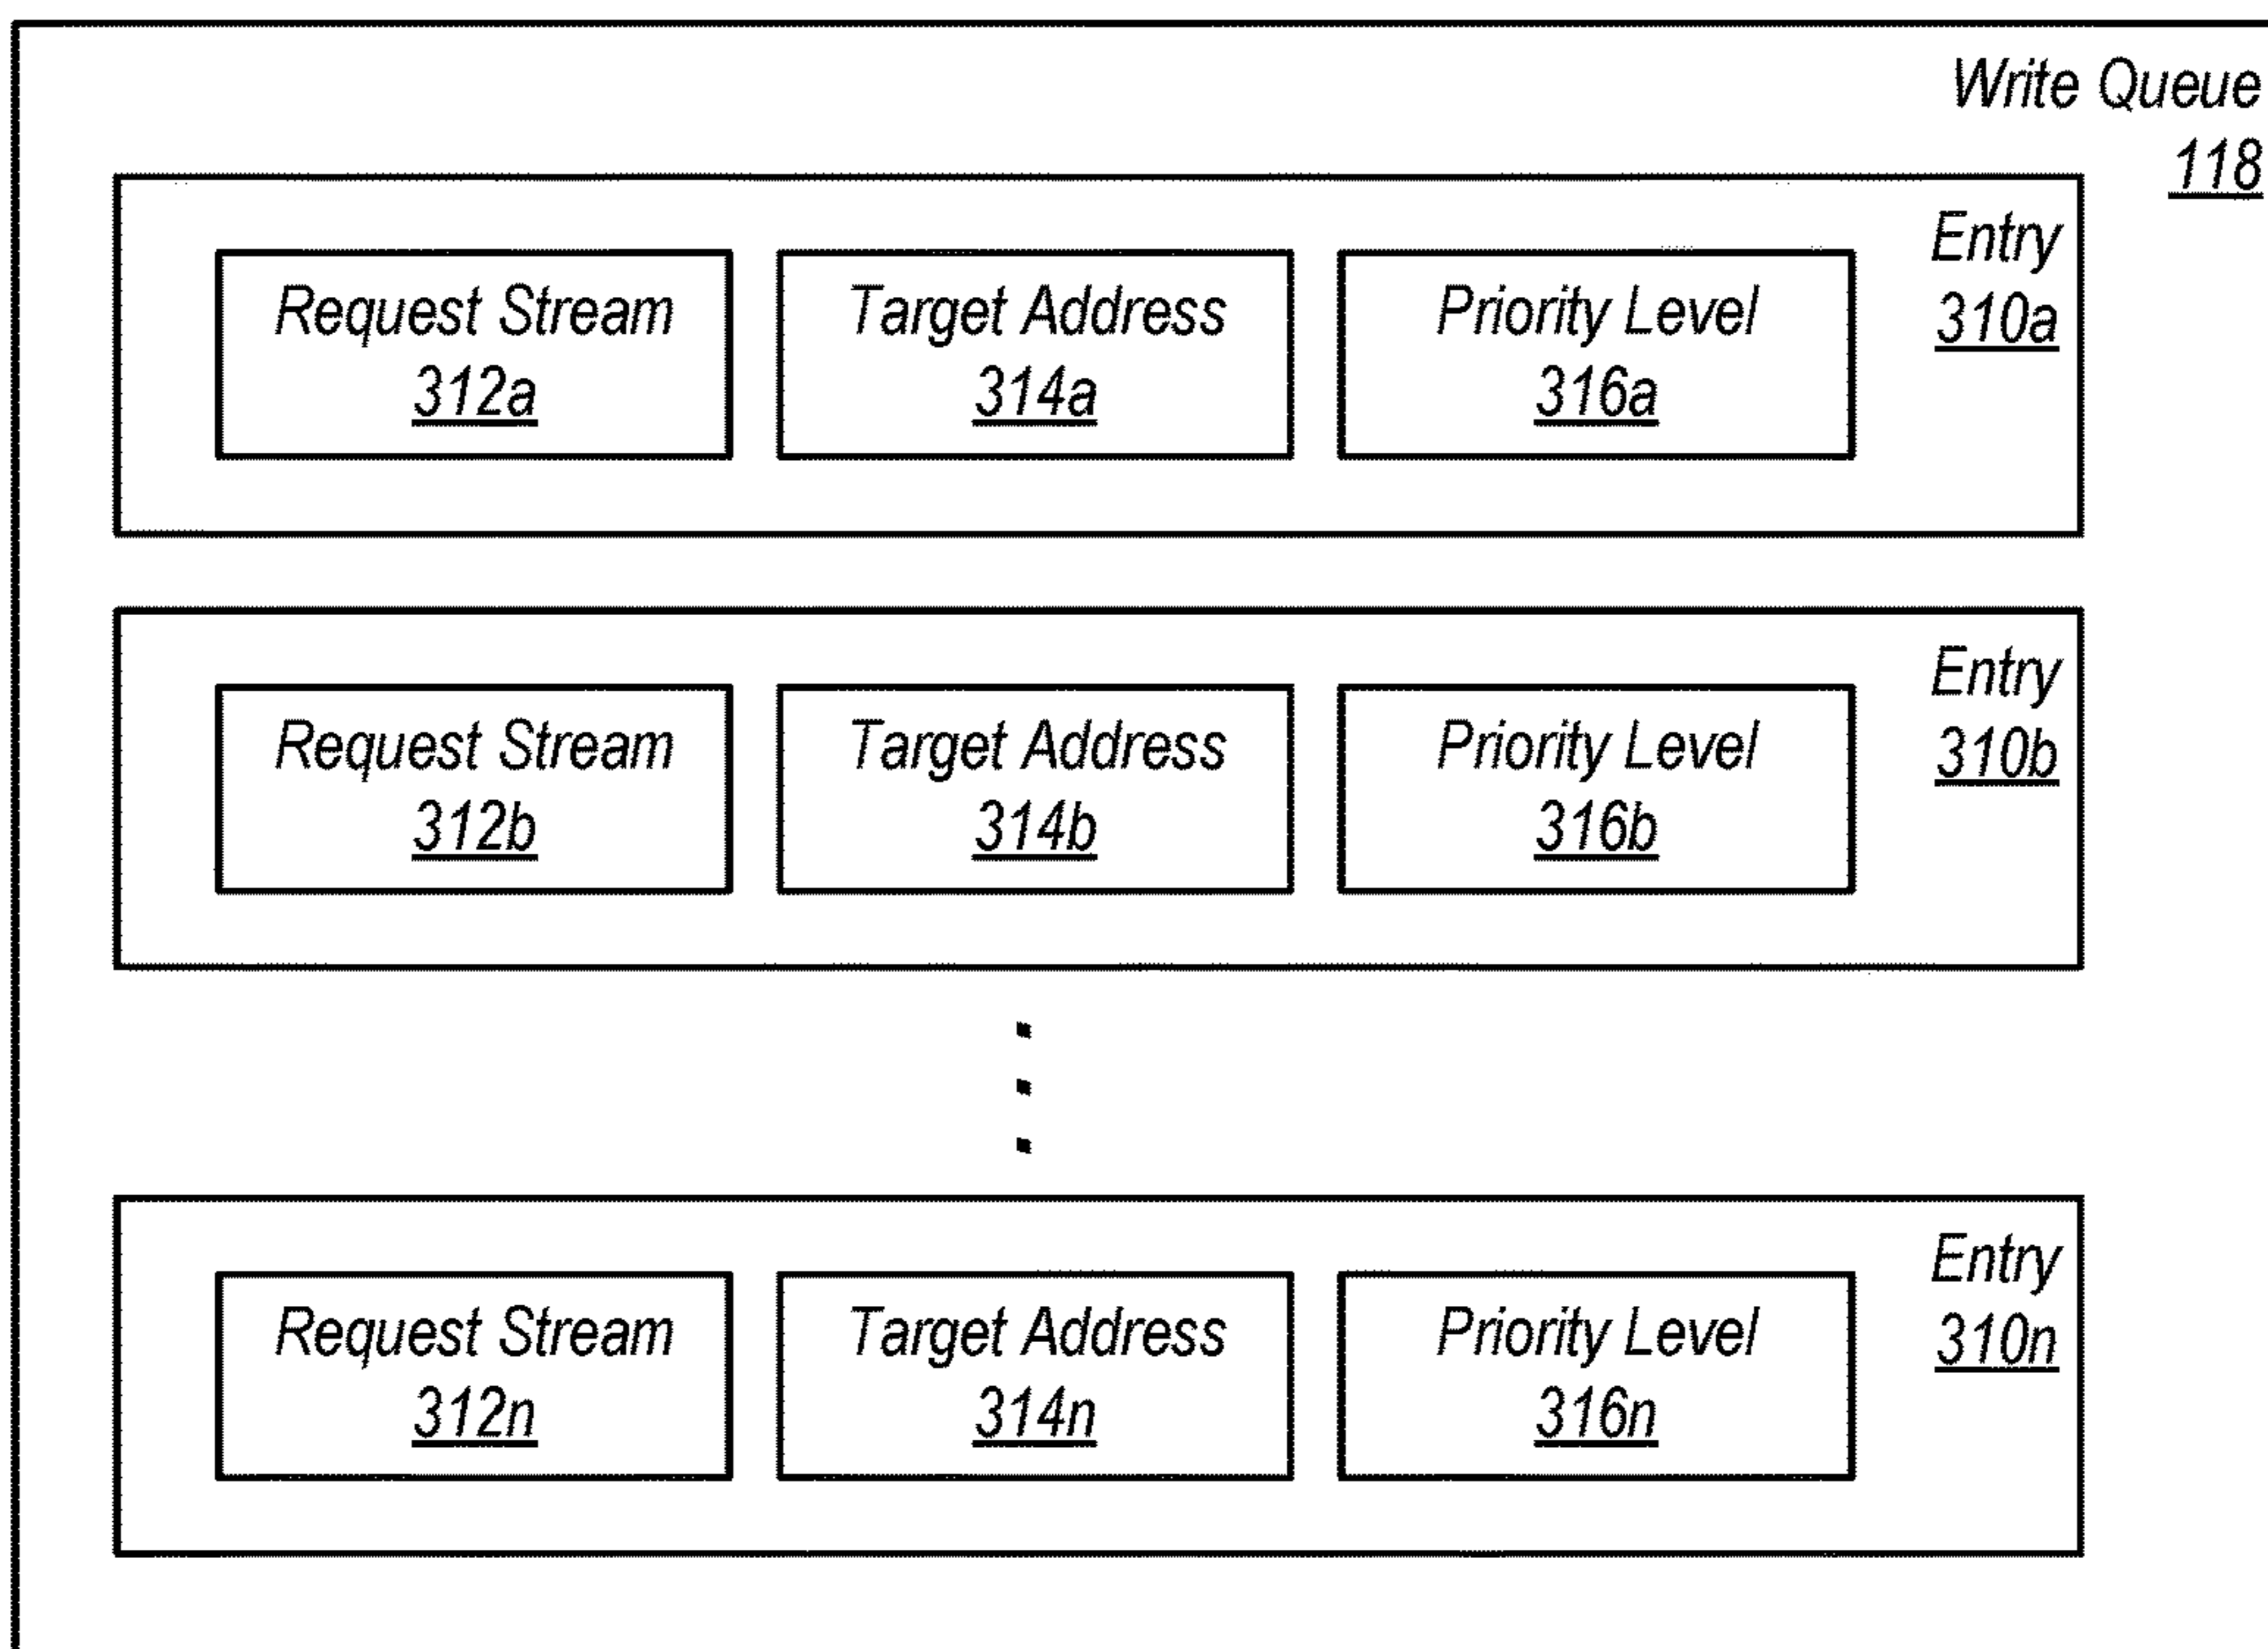 Write Queue
118
Entry
310a
Request Stream
312a
Target Address
314a
Priority Level
316a
Entry
310b
Request Stream
312b
Target Address
314b
Priority Level
316b
Entry
310n
Request Stream
312n
Target Address
314n
Priority Level
316n